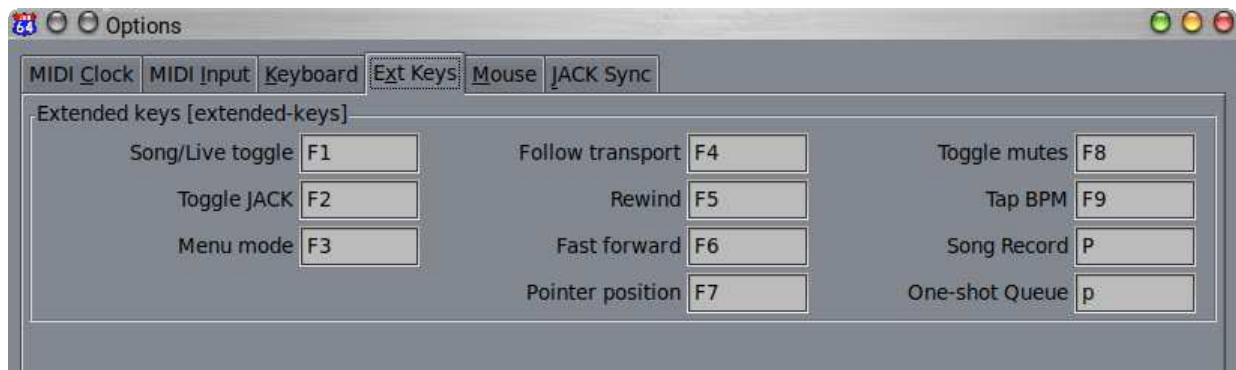 64 Options
MIDI Clock MIDI Input Keyboard Ext Keys Mouse JACK Sync
Extended keys [extended-keys]
Song/Live toggle F1 Follow transport F4 Toggle mutes F8
Toggle JACK F2 Rewind F5 Tap BPM F9
Menu mode F3 Fast forward F6 Song Record P
Pointer position F7 One-shot Queue p